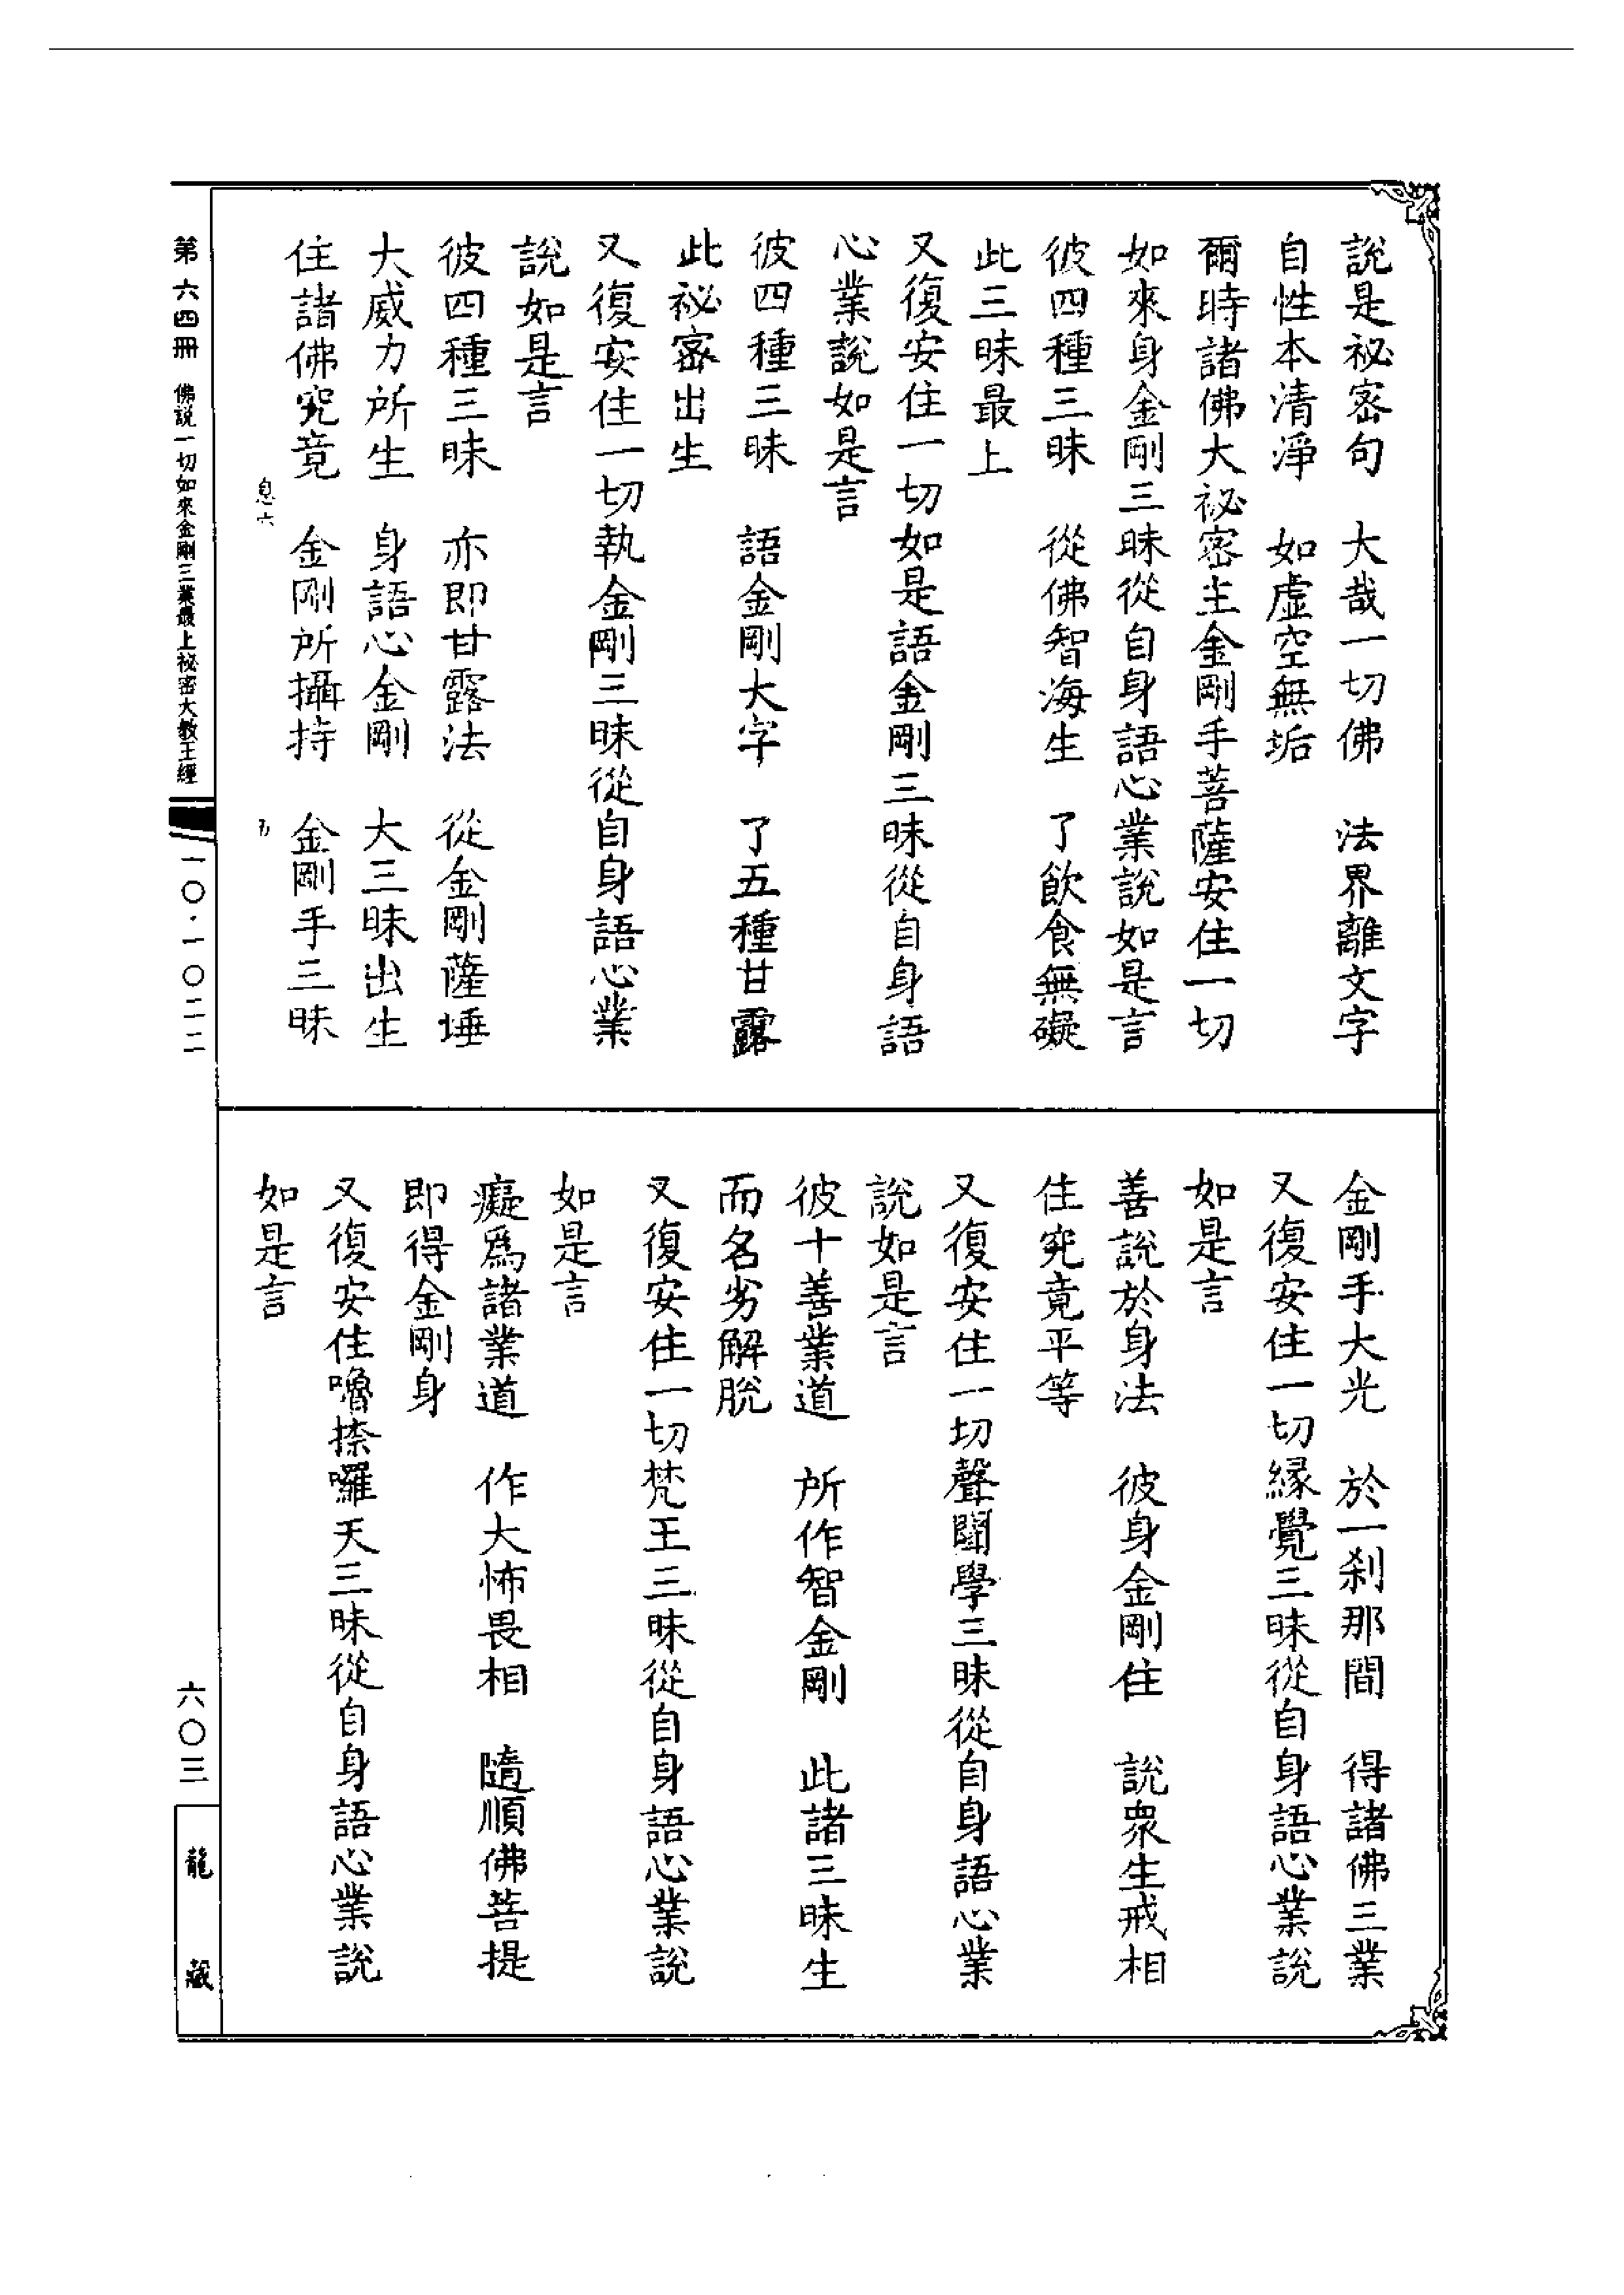 說是祕密句　大哉一切佛　法界離文字
自性本清淨　如虛空無垢
爾時諸佛大祕密主金剛手菩薩安住一切
如來身金剛三昧從自身語心業說如是言
彼四種三昧　從佛智海生　了飲食無礙
此三昧最上
又復安住一切如是語金剛三昧從自身語
心業說如是言
彼四種三昧　語金剛大字　了五種甘露
此祕密出生
又復安住一切執金剛三昧從自身語心業
說如是言
彼四種三昧　亦即甘露法　從金剛薩埵
大威力所生　身語心金剛　大三昧出生
住諸佛究竟　金剛所攝持　金剛手三昧
息六　五
金剛手大光　於一刹那間　得諸佛三業
又復安住一切緣覺三昧從自身語心業說
如是言
善說於身法　彼身金剛住　說衆生戒相
住究竟平等
又復安住一切聲聞學三昧從自身語心業
說如是言
彼十善業道　所作智金剛　此諸三昧生
而名劣解脫
又復安住一切梵王三昧從自身語心業說
如是言
癡爲諸業道　作大怖畏相　隨順佛菩提
即得金剛身
又復安住嚕捺囉天三昧從自身語心業說
如是言
第六四冊　佛說一切如來金剛三業最上祕密大教王經
一〇·一〇二二
六〇三
龍藏